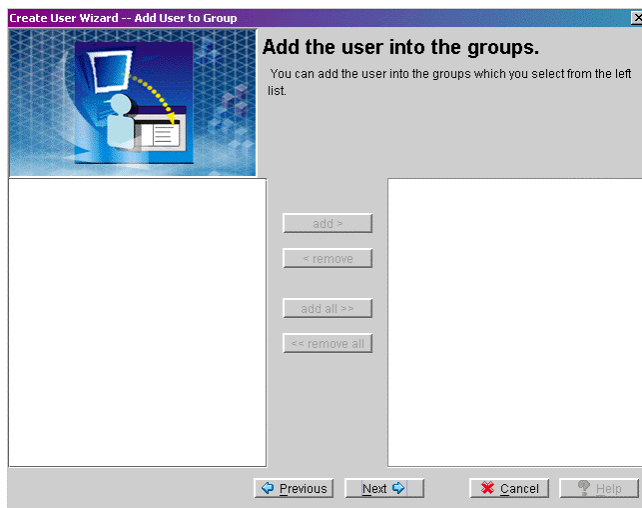 Create User Wizard -- Add User to Group
Add the user into the groups.
You can add the user into the groups which you select from the left
list.
add >
< remove
add all >>
<< remove all
Previous
Next
Cancel
Help